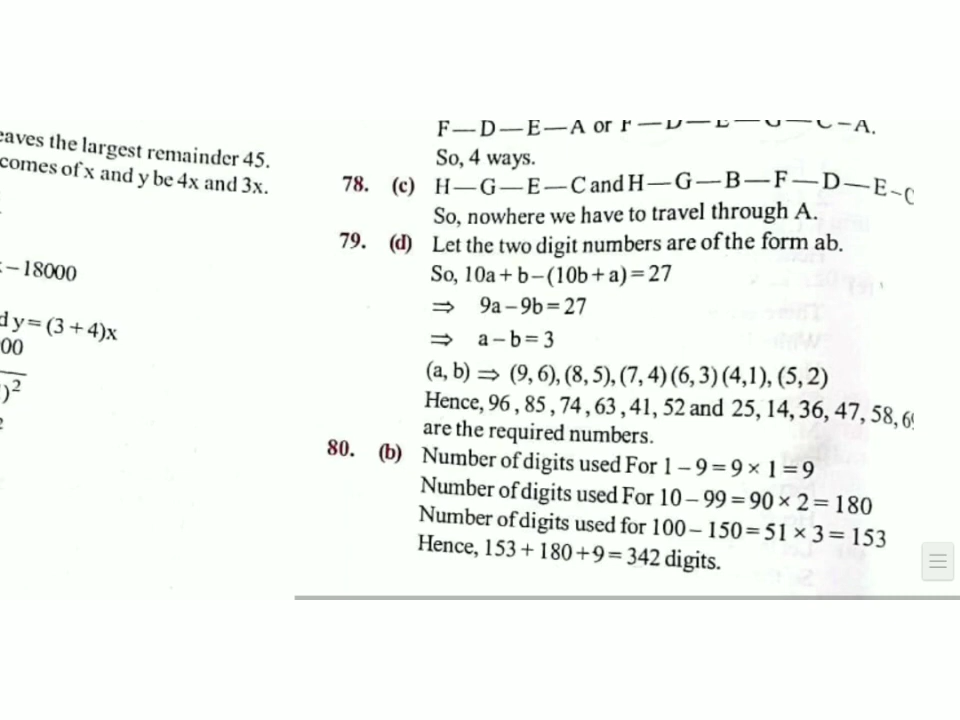 eaves the largest remainder 45.
comes of x and y be 4x and 3x.
– 18000
d y = (3 + 4)x
00
)²
F — D — E — A or F — D — E — G — C – A.
So, 4 ways.
78. (c) H — G — E — C and H — G — B — F — D — E – C
So, nowhere we have to travel through A.
79. (d) Let the two digit numbers are of the form ab.
So, 10a + b – (10b + a) = 27
⇒ 9a – 9b = 27
⇒ a – b = 3
(a, b) ⇒ (9, 6), (8, 5), (7, 4) (6, 3) (4,1), (5, 2)
Hence, 96 , 85 , 74 , 63 , 41, 52 and 25, 14, 36, 47, 58, 6
are the required numbers.
80. (b) Number of digits used For 1 – 9 = 9 × 1 = 9
Number of digits used For 10 – 99 = 90 × 2 = 180
Number of digits used for 100 – 150 = 51 × 3 = 153
Hence, 153 + 180 + 9 = 342 digits.